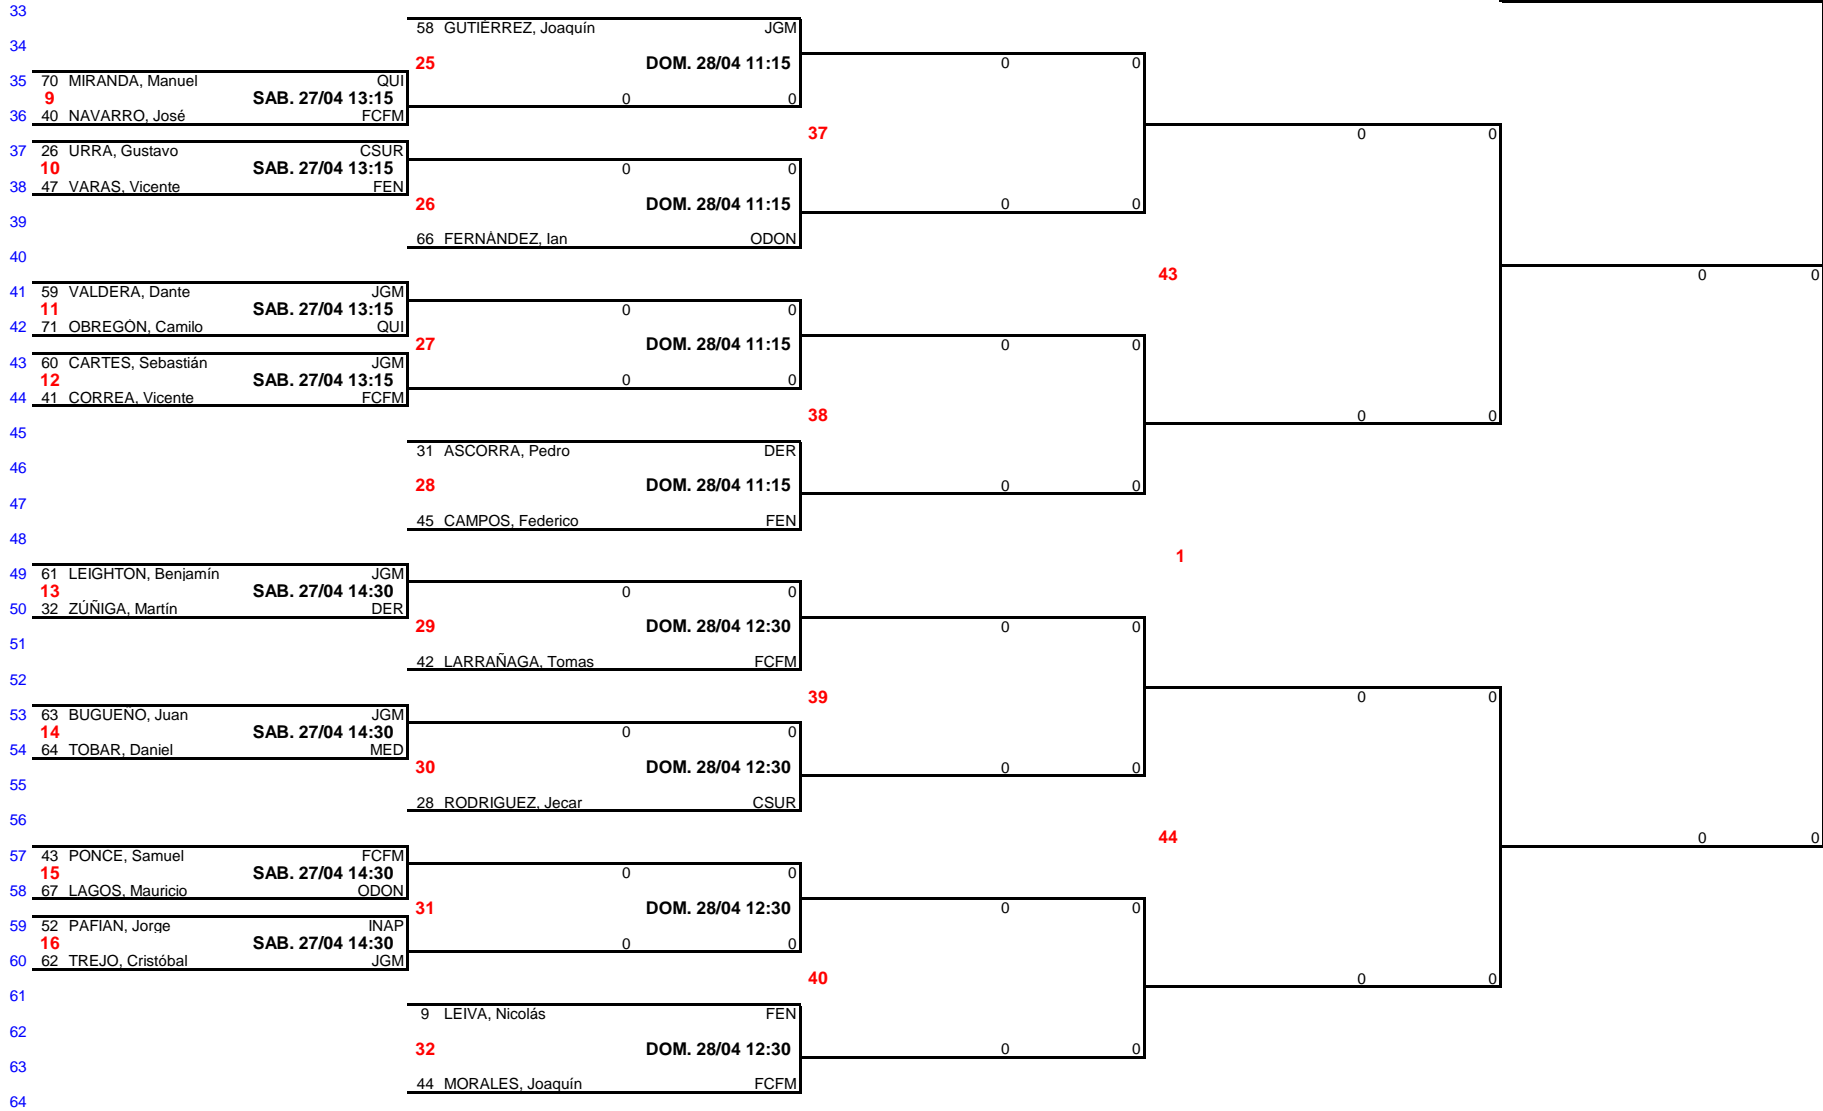 33
58 GUTIÉRREZ, Joaquín JGM
34
25 DOM. 28/04 11:15 0 0
35 70 MIRANDA, Manuel QUI
9 SAB. 27/04 13:15 0 0
36 40 NAVARRO, José FCFM
37 0 0
37 26 URRA, Gustavo CSUR
10 SAB. 27/04 13:15 0 0
38 47 VARAS, Vicente FEN
26 DOM. 28/04 11:15 0 0
39
66 FERNÁNDEZ, Ian ODON
40
43 0 0
41 59 VALDERA, Dante JGM
11 SAB. 27/04 13:15 0 0
42 71 OBREGÓN, Camilo QUI
27 DOM. 28/04 11:15 0 0
43 60 CARTES, Sebastián JGM
12 SAB. 27/04 13:15 0 0
44 41 CORREA, Vicente FCFM
38 0 0
45
31 ASCORRA, Pedro DER
46
28 DOM. 28/04 11:15 0 0
47
45 CAMPOS, Federico FEN
48
1
49 61 LEIGHTON, Benjamín JGM
13 SAB. 27/04 14:30 0 0
50 32 ZÚÑIGA, Martín DER
29 DOM. 28/04 12:30 0 0
51
42 LARRAÑAGA, Tomas FCFM
52
39 0 0
53 63 BUGUEÑO, Juan JGM
14 SAB. 27/04 14:30 0 0
54 64 TOBAR, Daniel MED
30 DOM. 28/04 12:30 0 0
55
28 RODRIGUEZ, Jecar CSUR
56
44 0 0
57 43 PONCE, Samuel FCFM
15 SAB. 27/04 14:30 0 0
58 67 LAGOS, Mauricio ODON
31 DOM. 28/04 12:30 0 0
59 52 PAFIAN, Jorge INAP
16 SAB. 27/04 14:30 0 0
60 62 TREJO, Cristóbal JGM
40 0 0
61
9 LEIVA, Nicolás FEN
62
32 DOM. 28/04 12:30 0 0
63
44 MORALES, Joaquín FCFM
64